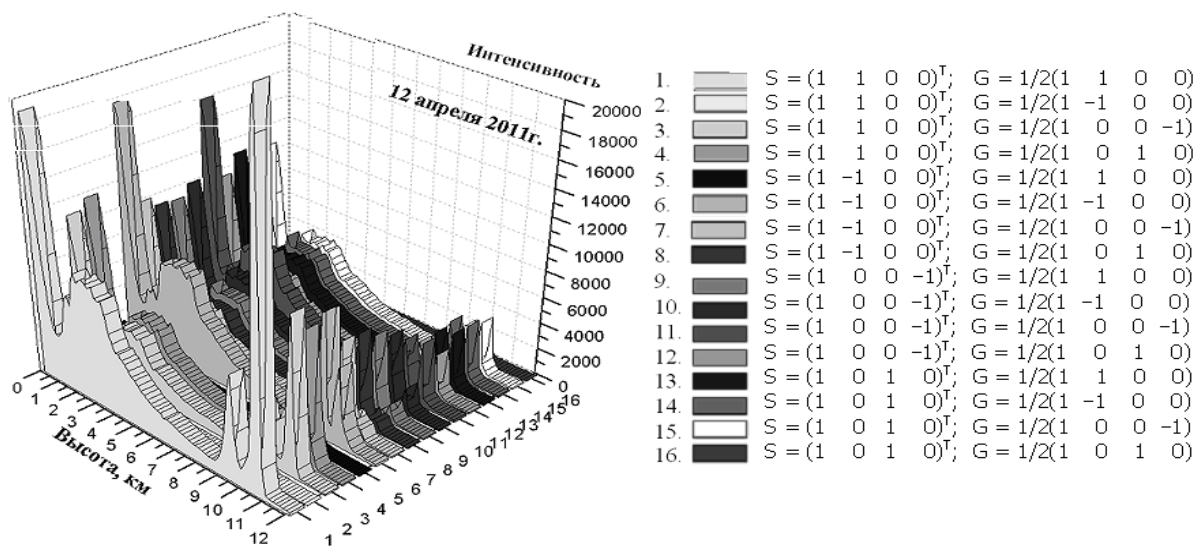 Интенсивность
12 апреля 2011г.
20000
18000
16000
14000
12000
10000
8000
6000
4000
2000
0
0 1 2 3 4 5 6 7 8 9 10 11 12
Высота, км
1 2 3 4 5 6 7 8 9 10 11 12 13 14 15 16
1. S = (1 1 0 0)ᵀ; G = 1/2(1 1 0 0)
2. S = (1 1 0 0)ᵀ; G = 1/2(1 -1 0 0)
3. S = (1 1 0 0)ᵀ; G = 1/2(1 0 0 -1)
4. S = (1 1 0 0)ᵀ; G = 1/2(1 0 1 0)
5. S = (1 -1 0 0)ᵀ; G = 1/2(1 1 0 0)
6. S = (1 -1 0 0)ᵀ; G = 1/2(1 -1 0 0)
7. S = (1 -1 0 0)ᵀ; G = 1/2(1 0 0 -1)
8. S = (1 -1 0 0)ᵀ; G = 1/2(1 0 1 0)
9. S = (1 0 0 -1)ᵀ; G = 1/2(1 1 0 0)
10. S = (1 0 0 -1)ᵀ; G = 1/2(1 -1 0 0)
11. S = (1 0 0 -1)ᵀ; G = 1/2(1 0 0 -1)
12. S = (1 0 0 -1)ᵀ; G = 1/2(1 0 1 0)
13. S = (1 0 1 0)ᵀ; G = 1/2(1 1 0 0)
14. S = (1 0 1 0)ᵀ; G = 1/2(1 -1 0 0)
15. S = (1 0 1 0)ᵀ; G = 1/2(1 0 0 -1)
16. S = (1 0 1 0)ᵀ; G = 1/2(1 0 1 0)